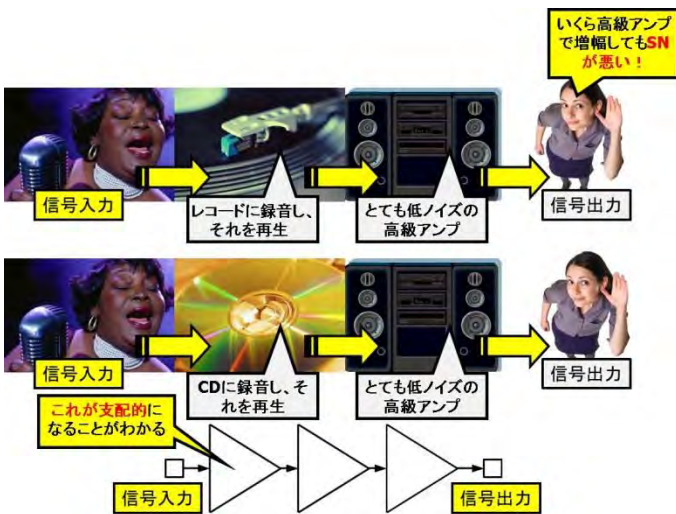 いくら高級アンプ
で増幅してもSN
が悪い！
信号入力
レコードに録音し、
それを再生
とても低ノイズの
高級アンプ
信号出力
信号入力
CDに録音し、そ
れを再生
とても低ノイズの
高級アンプ
信号出力
これが支配的に
なることがわかる
信号入力
信号出力